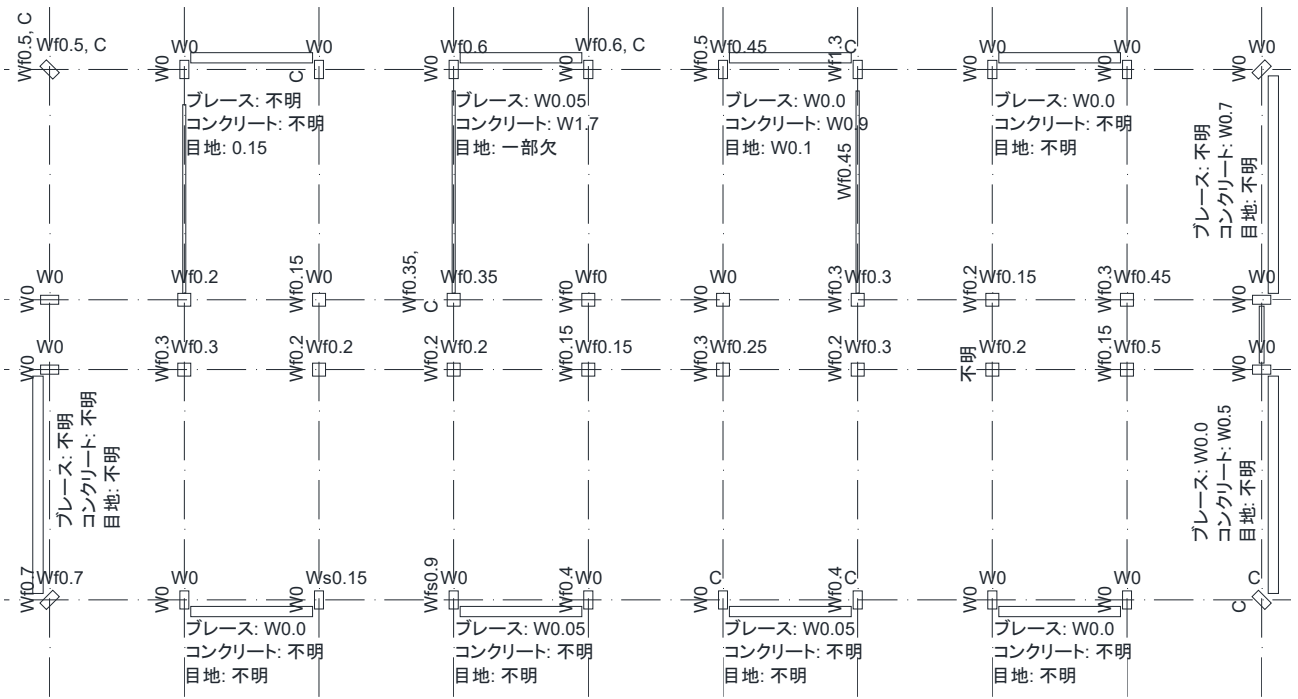 Wf0.5, C
Wf0.5, C
W0
W0
W0
C
W0
Wf0.6
Wf0.6, C
W0
Wf0.5
Wf0.45
Wf1.3
C
W0
W0
W0
W0
W0
W0
ブレース: 不明
コンクリート: 不明
目地: 0.15
ブレース: W0.05
コンクリート: W1.7
目地: 一部欠
ブレース: W0.0
コンクリート: W0.9
目地: W0.1
Wf0.45
ブレース: W0.0
コンクリート: 不明
目地: 不明
ブレース: 不明
コンクリート: W0.7
目地: 不明
W0
W0
Wf0.2
Wf0.15
W0
Wf0.35,
C
Wf0.35
Wf0
Wf0
W0
W0
Wf0.3
Wf0.3
Wf0.2
Wf0.15
Wf0.3
Wf0.45
W0
W0
W0
W0
Wf0.3
Wf0.3
Wf0.2
Wf0.2
Wf0.2
Wf0.2
Wf0.15
Wf0.15
Wf0.3
Wf0.25
Wf0.2
Wf0.3
不明
Wf0.2
Wf0.15
Wf0.5
W0
W0
ブレース: 不明
コンクリート: 不明
目地: 不明
ブレース: W0.0
コンクリート: W0.5
目地: 不明
Wf0.7
Wf0.7
W0
W0
W0
Ws0.15
Wfs0.9
W0
Wf0.4
W0
W0
C
Wf0.4
C
W0
W0
W0
W0
C
C
ブレース: W0.0
コンクリート: 不明
目地: 不明
ブレース: W0.05
コンクリート: 不明
目地: 不明
ブレース: W0.05
コンクリート: 不明
目地: 不明
ブレース: W0.0
コンクリート: 不明
目地: 不明